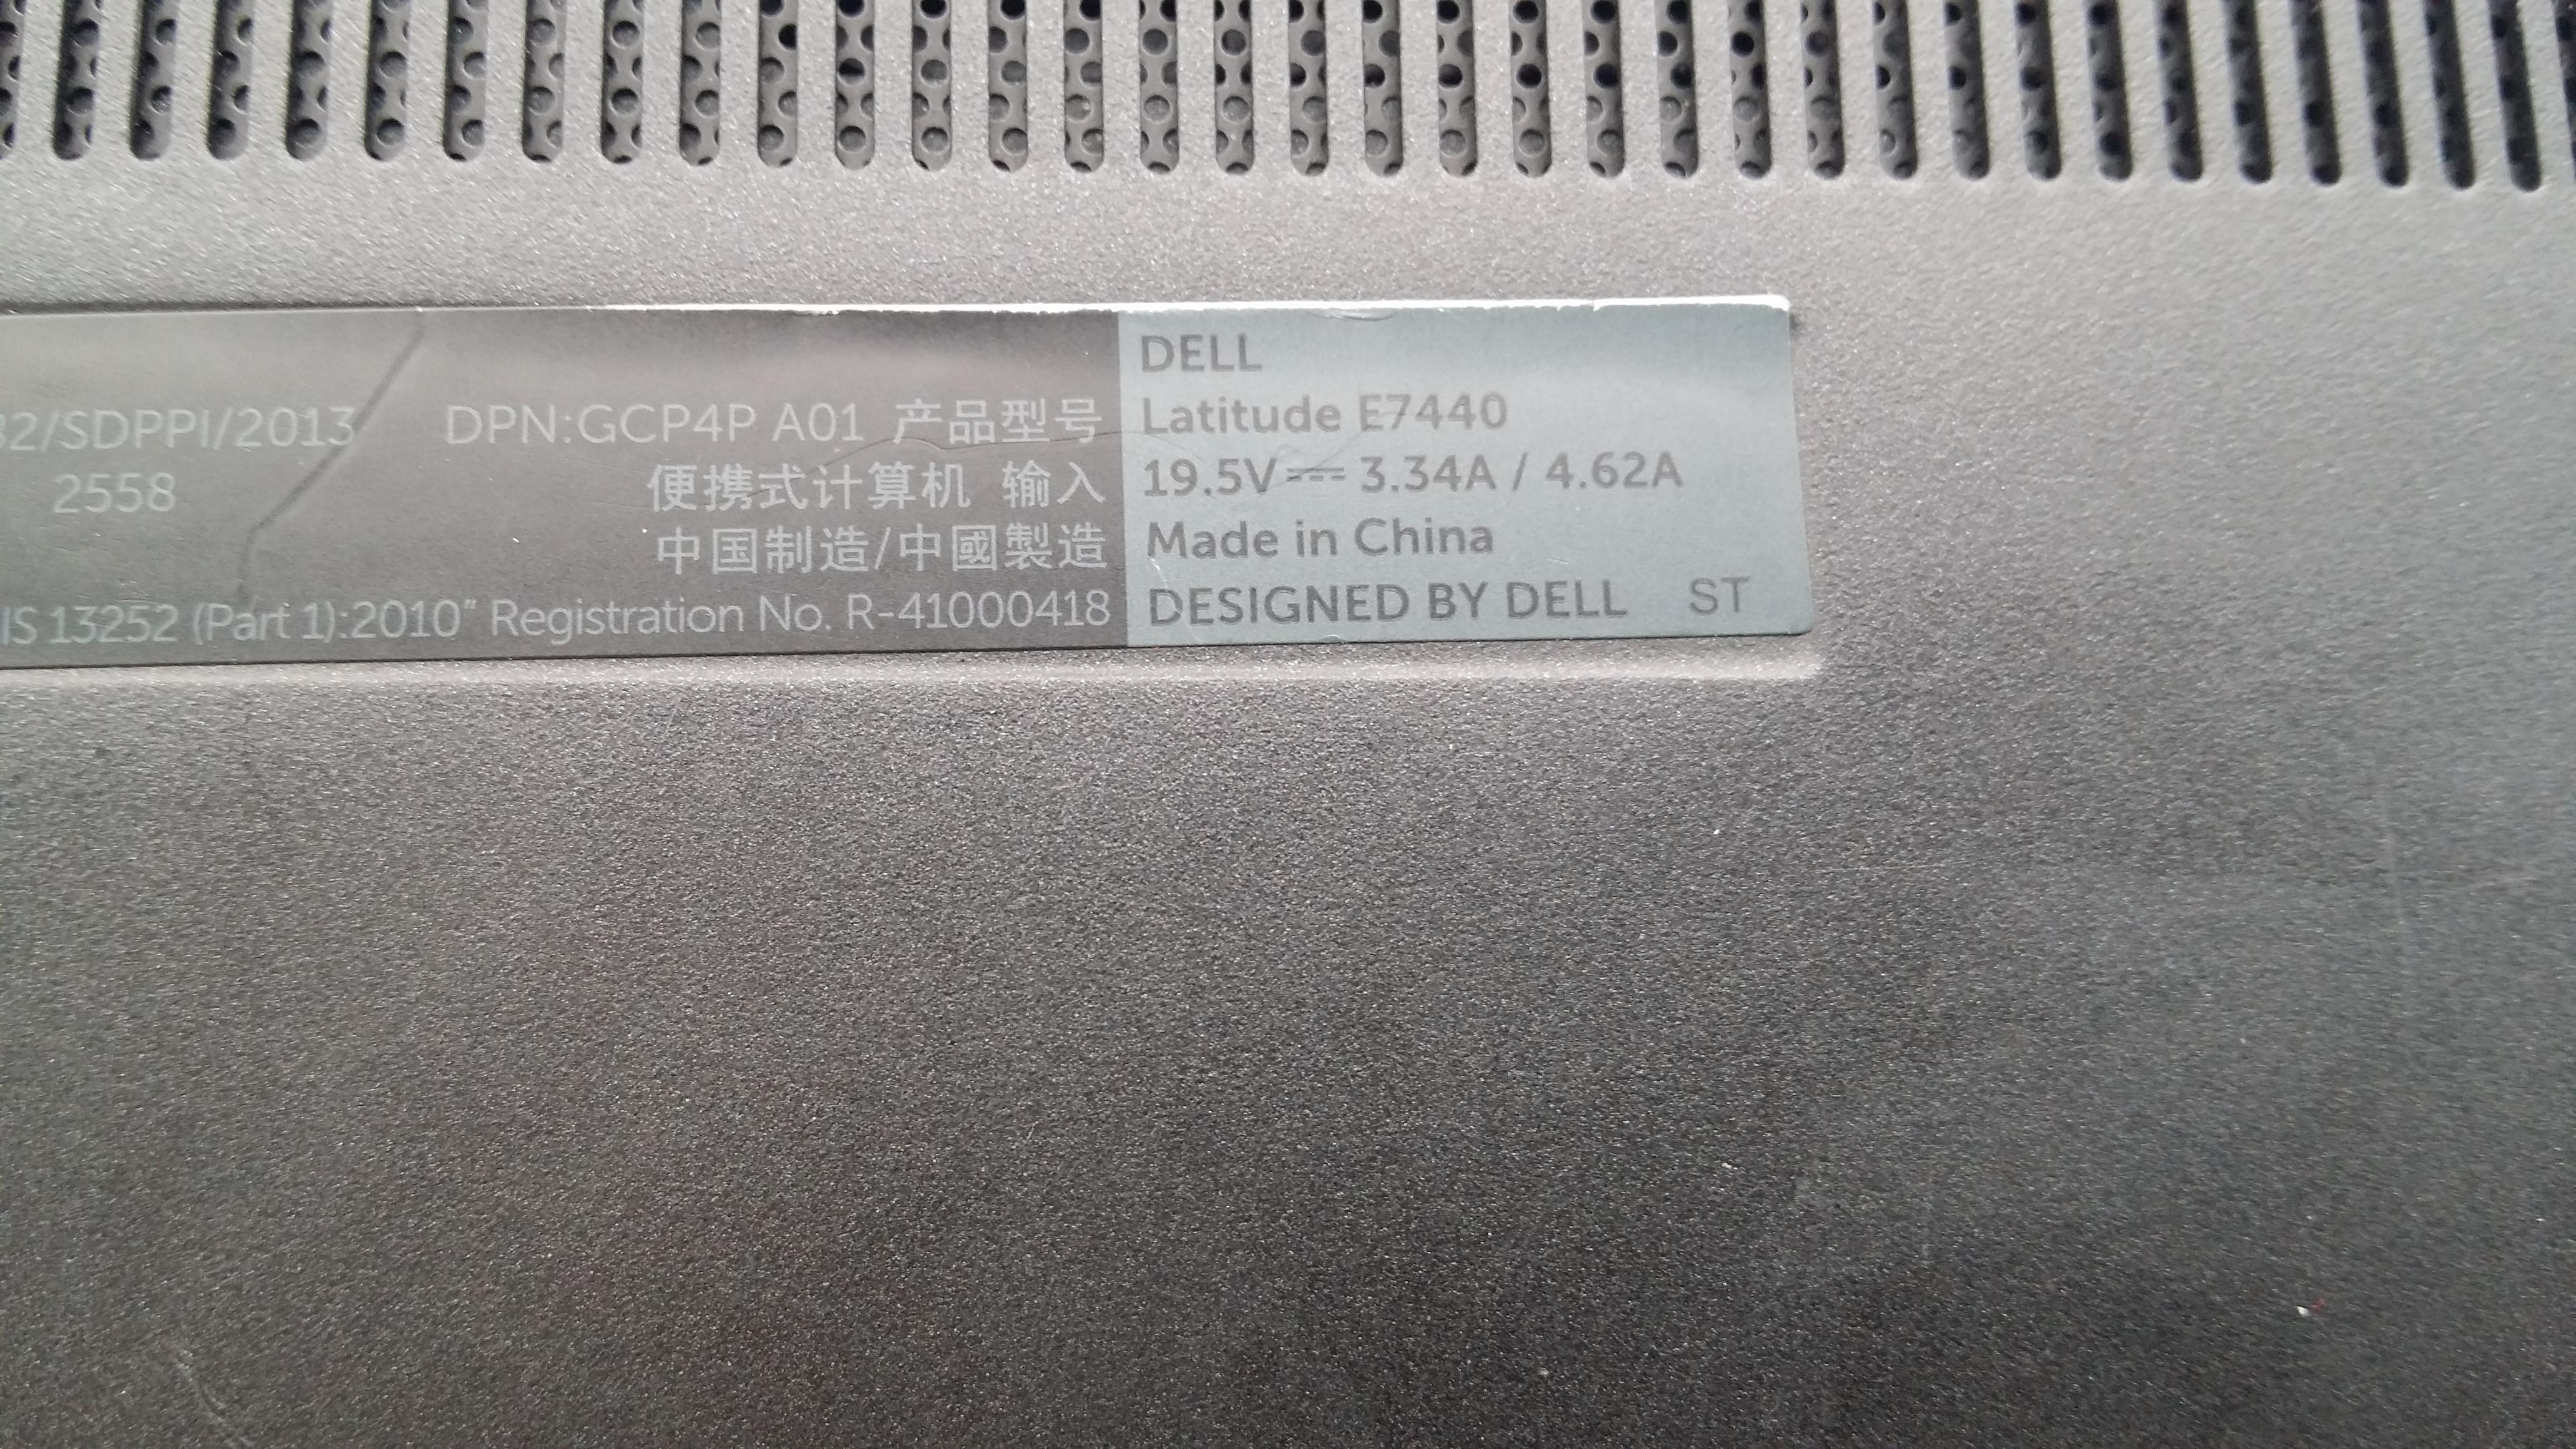 32/SDPPI/2013 DPN:GCP4P A01 产品型号 DELL
Latitude E7440
2558 便携式计算机 输入 19.5V⎓3.34A / 4.62A
中国制造/中國製造 Made in China
IS 13252 (Part 1):2010" Registration No. R-41000418 DESIGNED BY DELL ST